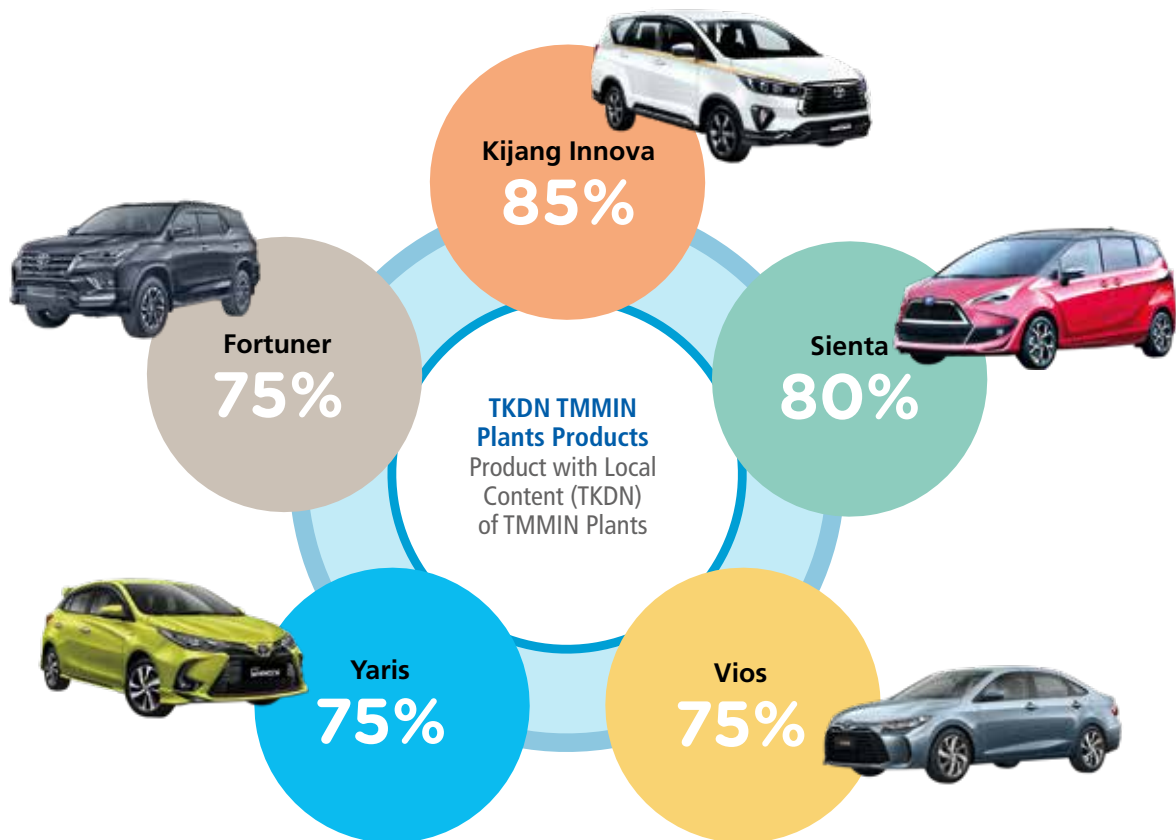 Kijang Innova
85%
Fortuner
75%
Sienta
80%
TKDN TMMIN
Plants Products
Product with Local
Content (TKDN)
of TMMIN Plants
Yaris
75%
Vios
75%